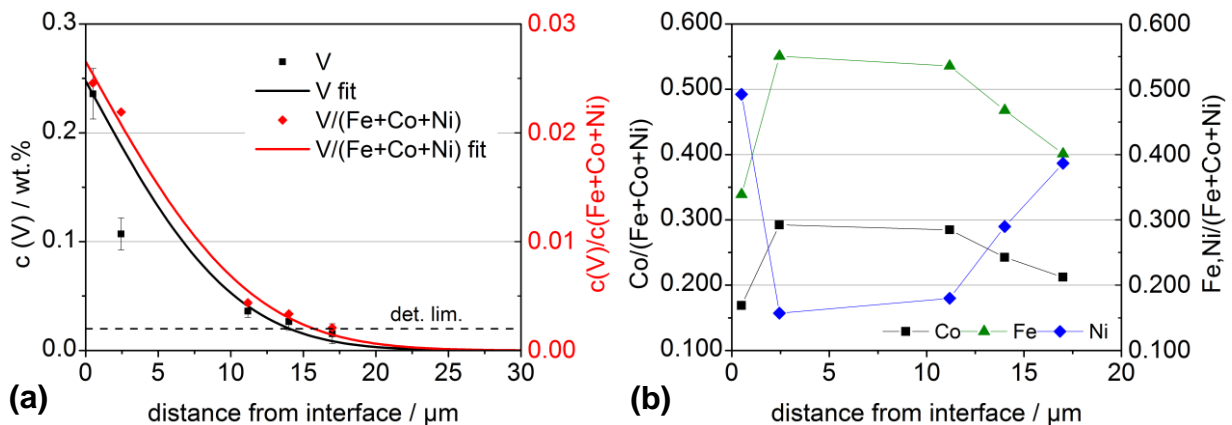 0.3
0.2
0.1
0.0
c (V) / wt.%
V
V fit
V/(Fe+Co+Ni)
V/(Fe+Co+Ni) fit
det. lim.
0.03
0.02
0.01
0.00
c(V)/c(Fe+Co+Ni)
0 5 10 15 20 25 30
distance from interface / µm
(a)
0.600
0.500
0.400
0.300
0.200
0.100
Co/(Fe+Co+Ni)
Co Fe Ni
0.600
0.500
0.400
0.300
0.200
0.100
Fe,Ni/(Fe+Co+Ni)
0 5 10 15 20
distance from interface / µm
(b)